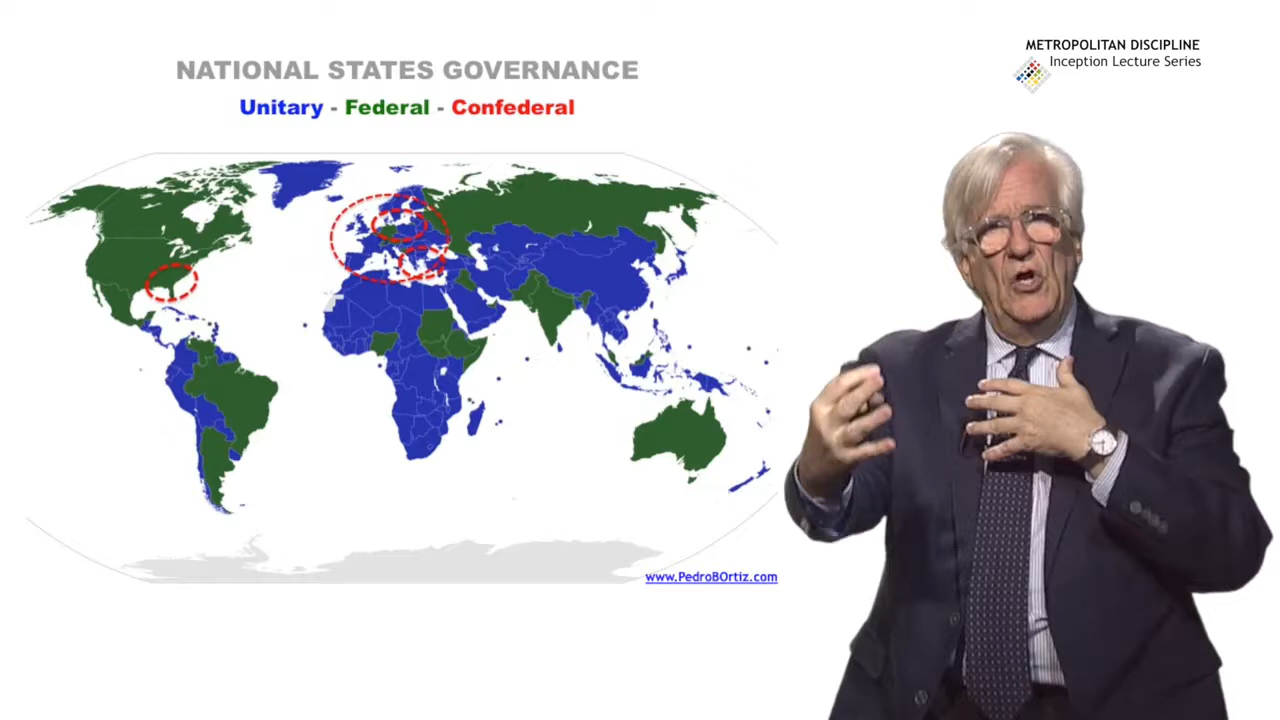 NATIONAL STATES GOVERNANCE
Unitary - Federal - Confederal
METROPOLITAN DISCIPLINE
Inception Lecture Series
www.PedroBOrtiz.com